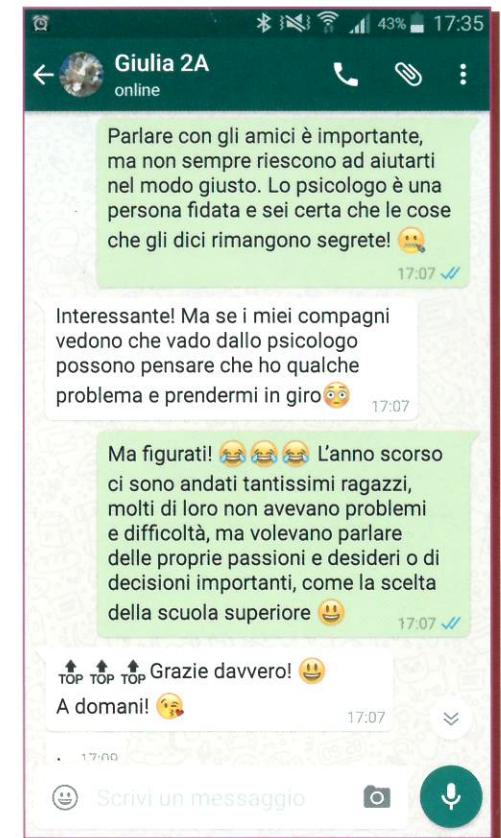 43% 17:35
Giulia 2A
online
Parlare con gli amici è importante,
ma non sempre riescono ad aiutarti
nel modo giusto. Lo psicologo è una
persona fidata e sei certa che le cose
che gli dici rimangono segrete! 🤐
17:07
Interessante! Ma se i miei compagni
vedono che vado dallo psicologo
possono pensare che ho qualche
problema e prendermi in giro😳
17:07
Ma figurati! 😂😂😂 L'anno scorso
ci sono andati tantissimi ragazzi,
molti di loro non avevano problemi
e difficoltà, ma volevano parlare
delle proprie passioni e desideri o di
decisioni importanti, come la scelta
della scuola superiore 😃
17:07
🔝 🔝 🔝 Grazie davvero! 😃
A domani! 😘
17:07
17:09
Scrivi un messaggio